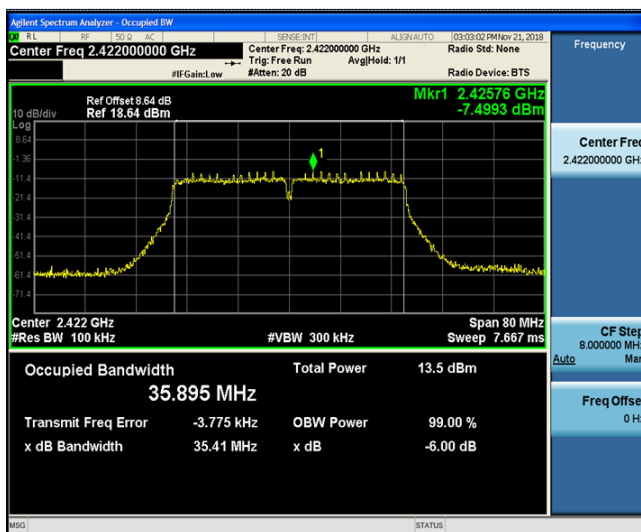 Agilent Spectrum Analyzer - Occupied BW
RL RF 50 Ω AC SENSE:INT ALIGN AUTO 03:03:02 PM Nov 21, 2018
Center Freq 2.422000000 GHz
Center Freq: 2.422000000 GHz
Radio Std: None
Trig: Free Run Avg|Hold: 1/1
#IFGain:Low #Atten: 20 dB Radio Device: BTS
Frequency
Mkr1 2.42576 GHz
-7.4993 dBm
Ref Offset 8.64 dB
10 dB/div Ref 18.64 dBm
Log
8.64
-1.36
-11.4
-21.4
-31.4
-41.4
-51.4
-61.4
-71.4
1
Center 2.422 GHz Span 80 MHz
#Res BW 100 kHz #VBW 300 kHz Sweep 7.667 ms
Center Freq
2.422000000 GHz
CF Step
8.000000 MHz
Auto Man
Freq Offse
0 Hz
Occupied Bandwidth Total Power 13.5 dBm
35.895 MHz
Transmit Freq Error -3.775 kHz OBW Power 99.00 %
x dB Bandwidth 35.41 MHz x dB -6.00 dB
MSG STATUS